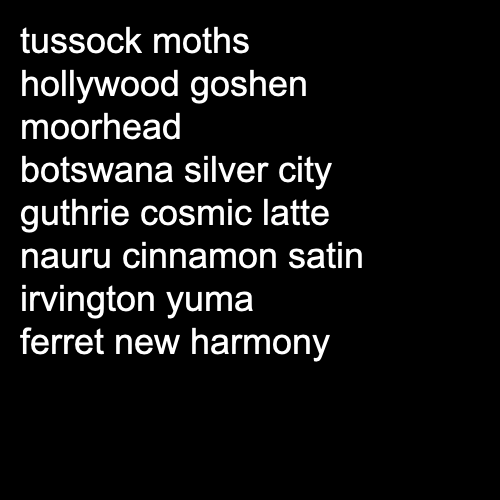 tussock moths
hollywood goshen
moorhead
botswana silver city
guthrie cosmic latte
nauru cinnamon satin
irvington yuma
ferret new harmony